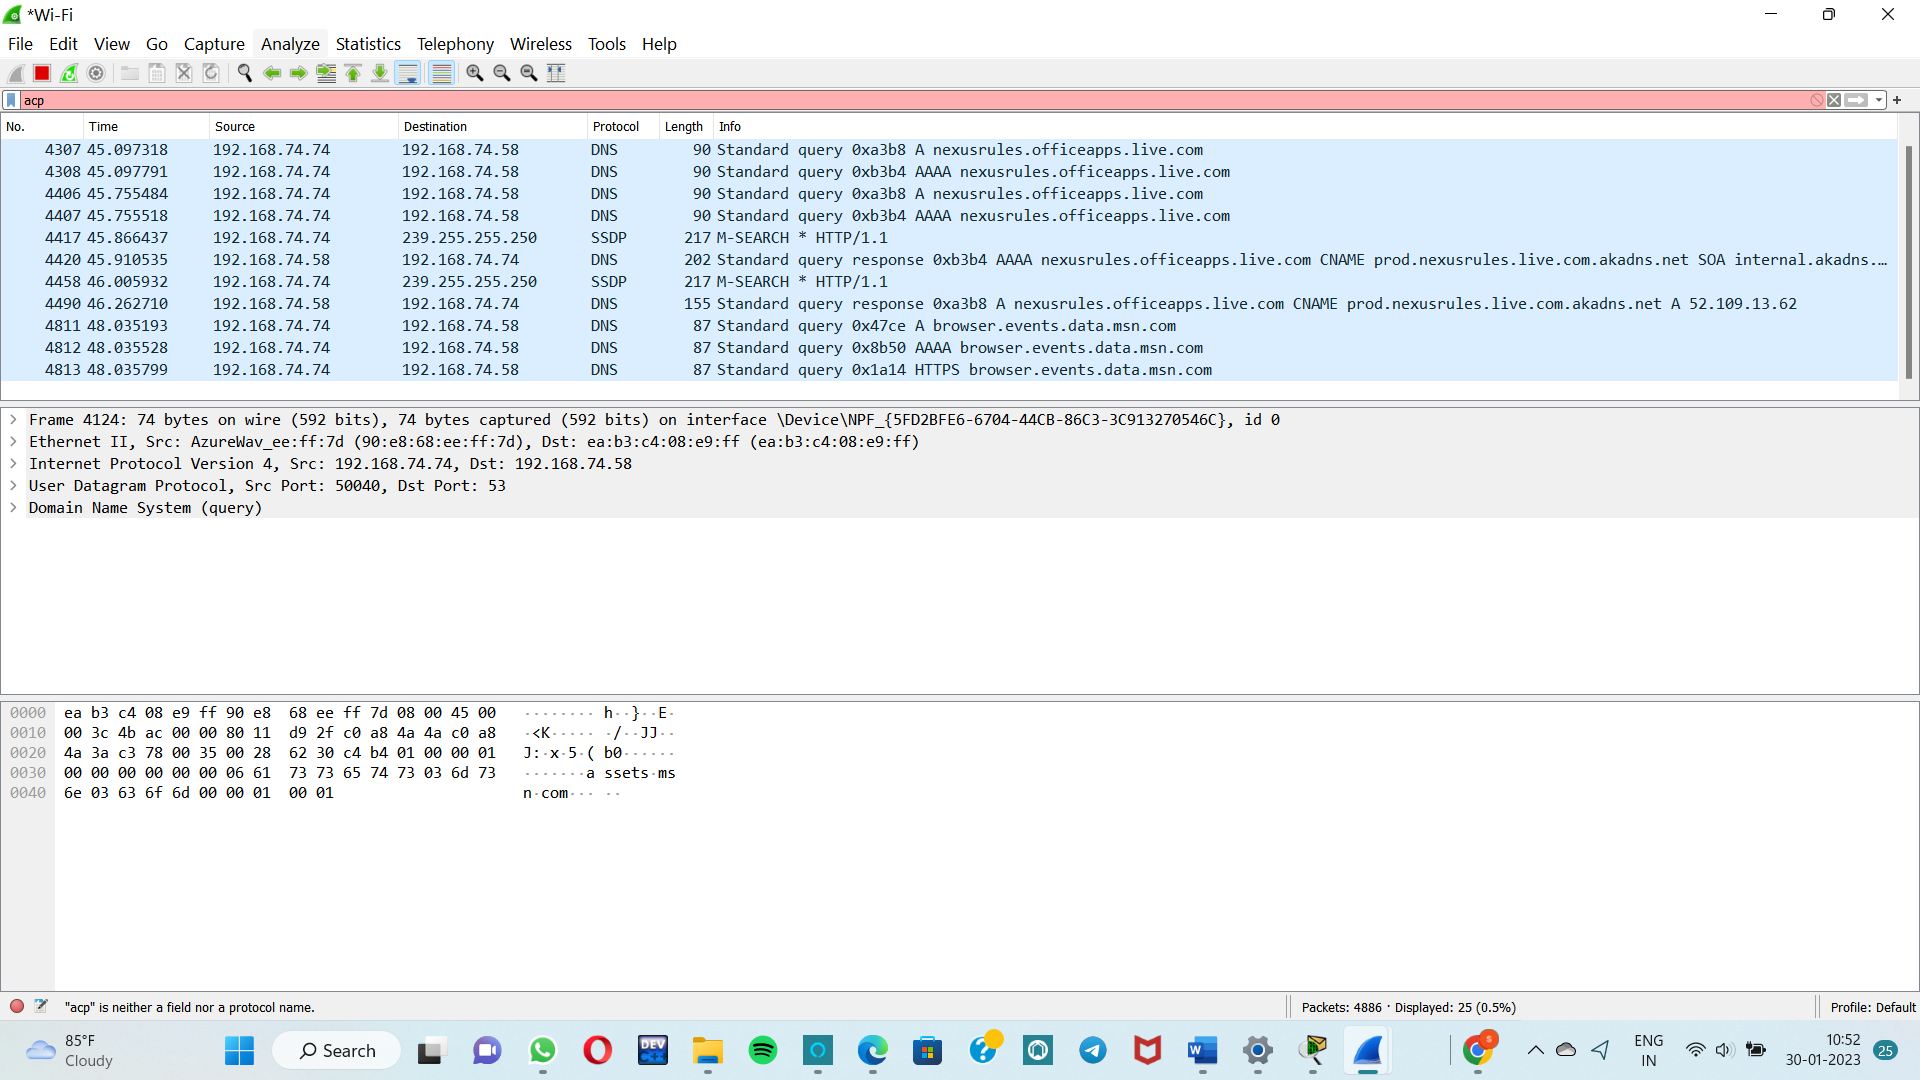 *Wi-Fi
File Edit View Go Capture Analyze Statistics Telephony Wireless Tools Help
acp
No. Time Source Destination Protocol Length Info
4307 45.097318 192.168.74.74 192.168.74.58 DNS 90 Standard query 0xa3b8 A nexusrules.officeapps.live.com
4308 45.097791 192.168.74.74 192.168.74.58 DNS 90 Standard query 0xb3b4 AAAA nexusrules.officeapps.live.com
4406 45.755484 192.168.74.74 192.168.74.58 DNS 90 Standard query 0xa3b8 A nexusrules.officeapps.live.com
4407 45.755518 192.168.74.74 192.168.74.58 DNS 90 Standard query 0xb3b4 AAAA nexusrules.officeapps.live.com
4417 45.866437 192.168.74.74 239.255.255.250 SSDP 217 M-SEARCH * HTTP/1.1
4420 45.910535 192.168.74.58 192.168.74.74 DNS 202 Standard query response 0xb3b4 AAAA nexusrules.officeapps.live.com CNAME prod.nexusrules.live.com.akadns.net SOA internal.akadns.…
4458 46.005932 192.168.74.74 239.255.255.250 SSDP 217 M-SEARCH * HTTP/1.1
4490 46.262710 192.168.74.58 192.168.74.74 DNS 155 Standard query response 0xa3b8 A nexusrules.officeapps.live.com CNAME prod.nexusrules.live.com.akadns.net A 52.109.13.62
4811 48.035193 192.168.74.74 192.168.74.58 DNS 87 Standard query 0x47ce A browser.events.data.msn.com
4812 48.035528 192.168.74.74 192.168.74.58 DNS 87 Standard query 0x8b50 AAAA browser.events.data.msn.com
4813 48.035799 192.168.74.74 192.168.74.58 DNS 87 Standard query 0x1a14 HTTPS browser.events.data.msn.com
Frame 4124: 74 bytes on wire (592 bits), 74 bytes captured (592 bits) on interface \Device\NPF_{5FD2BFE6-6704-44CB-86C3-3C913270546C}, id 0
Ethernet II, Src: AzureWav_ee:ff:7d (90:e8:68:ee:ff:7d), Dst: ea:b3:c4:08:e9:ff (ea:b3:c4:08:e9:ff)
Internet Protocol Version 4, Src: 192.168.74.74, Dst: 192.168.74.58
User Datagram Protocol, Src Port: 50040, Dst Port: 53
Domain Name System (query)
0000 ea b3 c4 08 e9 ff 90 e8 68 ee ff 7d 08 00 45 00 ········ h··}··E·
0010 00 3c 4b ac 00 00 80 11 d9 2f c0 a8 4a 4a c0 a8 ·<K····· ·/··JJ··
0020 4a 3a c3 78 00 35 00 28 62 30 c4 b4 01 00 00 01 J:·x·5·( b0······
0030 00 00 00 00 00 00 06 61 73 73 65 74 73 03 6d 73 ·······a ssets·ms
0040 6e 03 63 6f 6d 00 00 01 00 01 n·com··· ··
"acp" is neither a field nor a protocol name. Packets: 4886 · Displayed: 25 (0.5%) Profile: Default
85°F
Cloudy
Search
DEV
C++
W
S
ENG
IN
10:52
30-01-2023
25